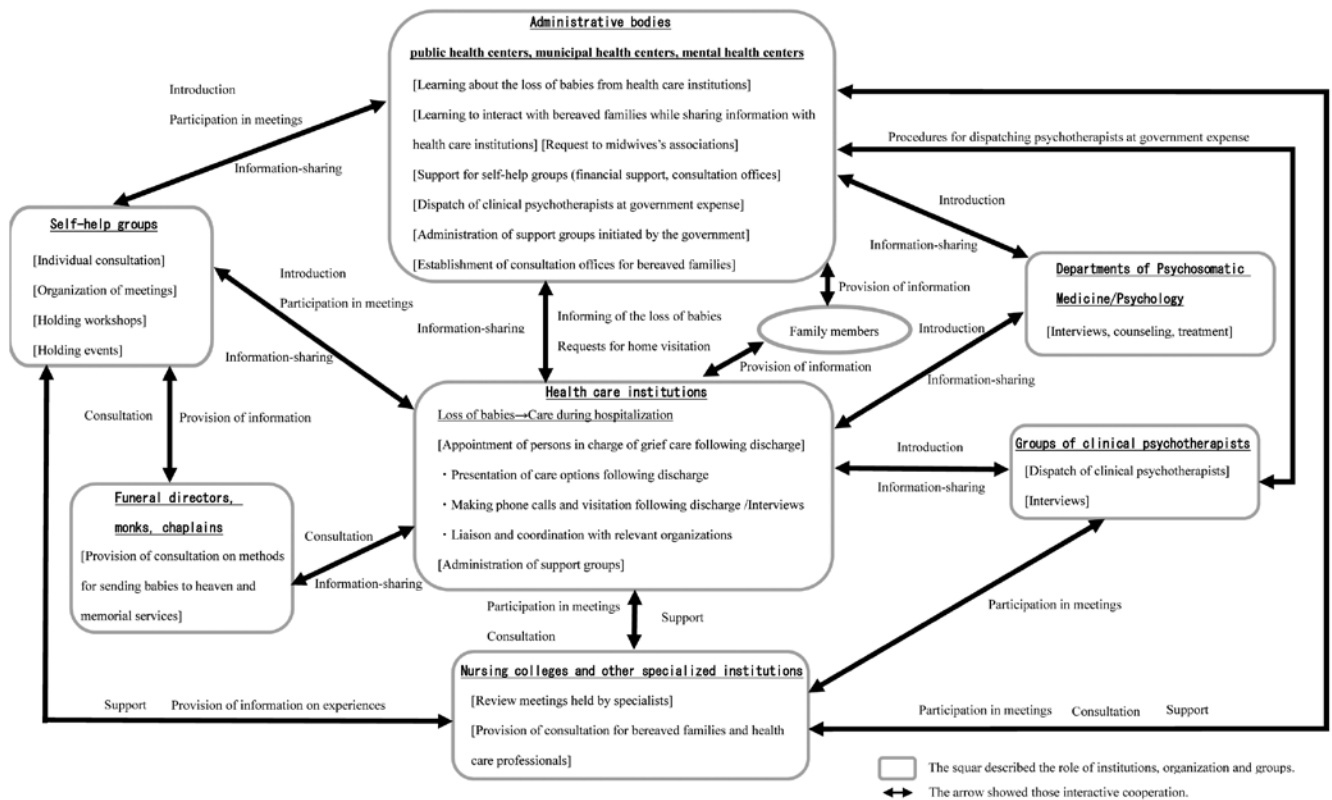 Administrative bodies
public health centers, municipal health centers, mental health centers
[Learning about the loss of babies from health care institutions]
[Learning to interact with bereaved families while sharing information with
health care institutions] [Request to midwives's associations]
[Support for self-help groups (financial support, consultation offices]
[Dispatch of clinical psychotherapists at government expense]
[Administration of support groups initiated by the government]
[Establishment of consultation offices for bereaved families]
Introduction
Participation in meetings
Information-sharing
Procedures for dispatching psychotherapists at government expense
Introduction
Information-sharing
Self-help groups
[Individual consultation]
[Organization of meetings]
[Holding workshops]
[Holding events]
Introduction
Participation in meetings
Information-sharing
Information-sharing
Informing of the loss of babies
Requests for home visitation
Provision of information
Family members
Provision of information
Departments of Psychosomatic
Medicine/Psychology
[Interviews, counseling, treatment]
Introduction
Information-sharing
Health care institutions
Loss of babies→Care during hospitalization
[Appointment of persons in charge of grief care following discharge]
・Presentation of care options following discharge
・Making phone calls and visitation following discharge /Interviews
・Liaison and coordination with relevant organizations
[Administration of support groups]
Consultation
Provision of information
Groups of clinical psychotherapists
[Dispatch of clinical psychotherapists]
[Interviews]
Introduction
Information-sharing
Funeral directors,
monks, chaplains
[Provision of consultation on methods
for sending babies to heaven and
memorial services]
Consultation
Information-sharing
Participation in meetings
Consultation
Support
Participation in meetings
Nursing colleges and other specialized institutions
[Review meetings held by specialists]
[Provision of consultation for bereaved families and health
care professionals]
Support Provision of information on experiences
Participation in meetings Consultation Support
The squar described the role of institutions, organization and groups.
The arrow showed those interactive cooperation.